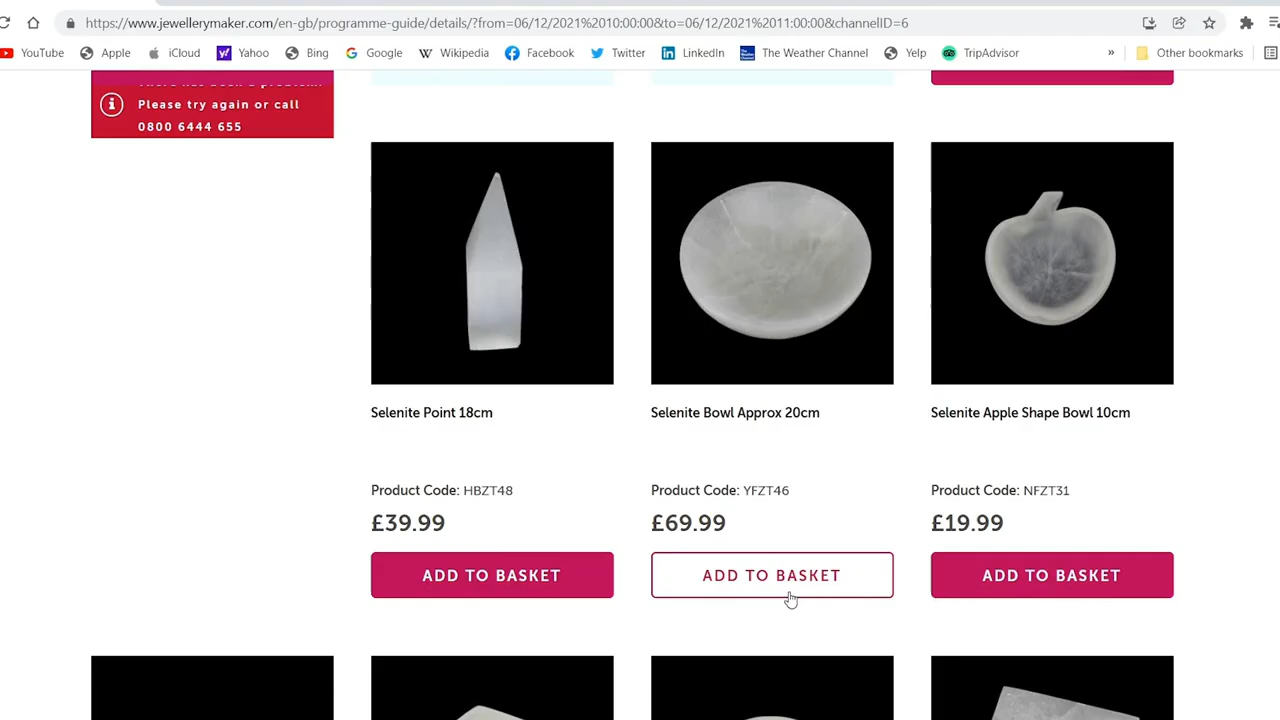 https://www.jewellerymaker.com/en-gb/programme-guide/details/?from=06/12/2021%2010:00:00&to=06/12/2021%2011:00:00&channelID=6
YouTube Apple iCloud Yahoo Bing Google Wikipedia Facebook Twitter LinkedIn The Weather Channel Yelp TripAdvisor » Other bookmarks
There has been a problem.
Please try again or call
0800 6444 655
Selenite Point 18cm
Selenite Bowl Approx 20cm
Selenite Apple Shape Bowl 10cm
Product Code: HBZT48
Product Code: YFZT46
Product Code: NFZT31
£39.99
£69.99
£19.99
ADD TO BASKET
ADD TO BASKET
ADD TO BASKET